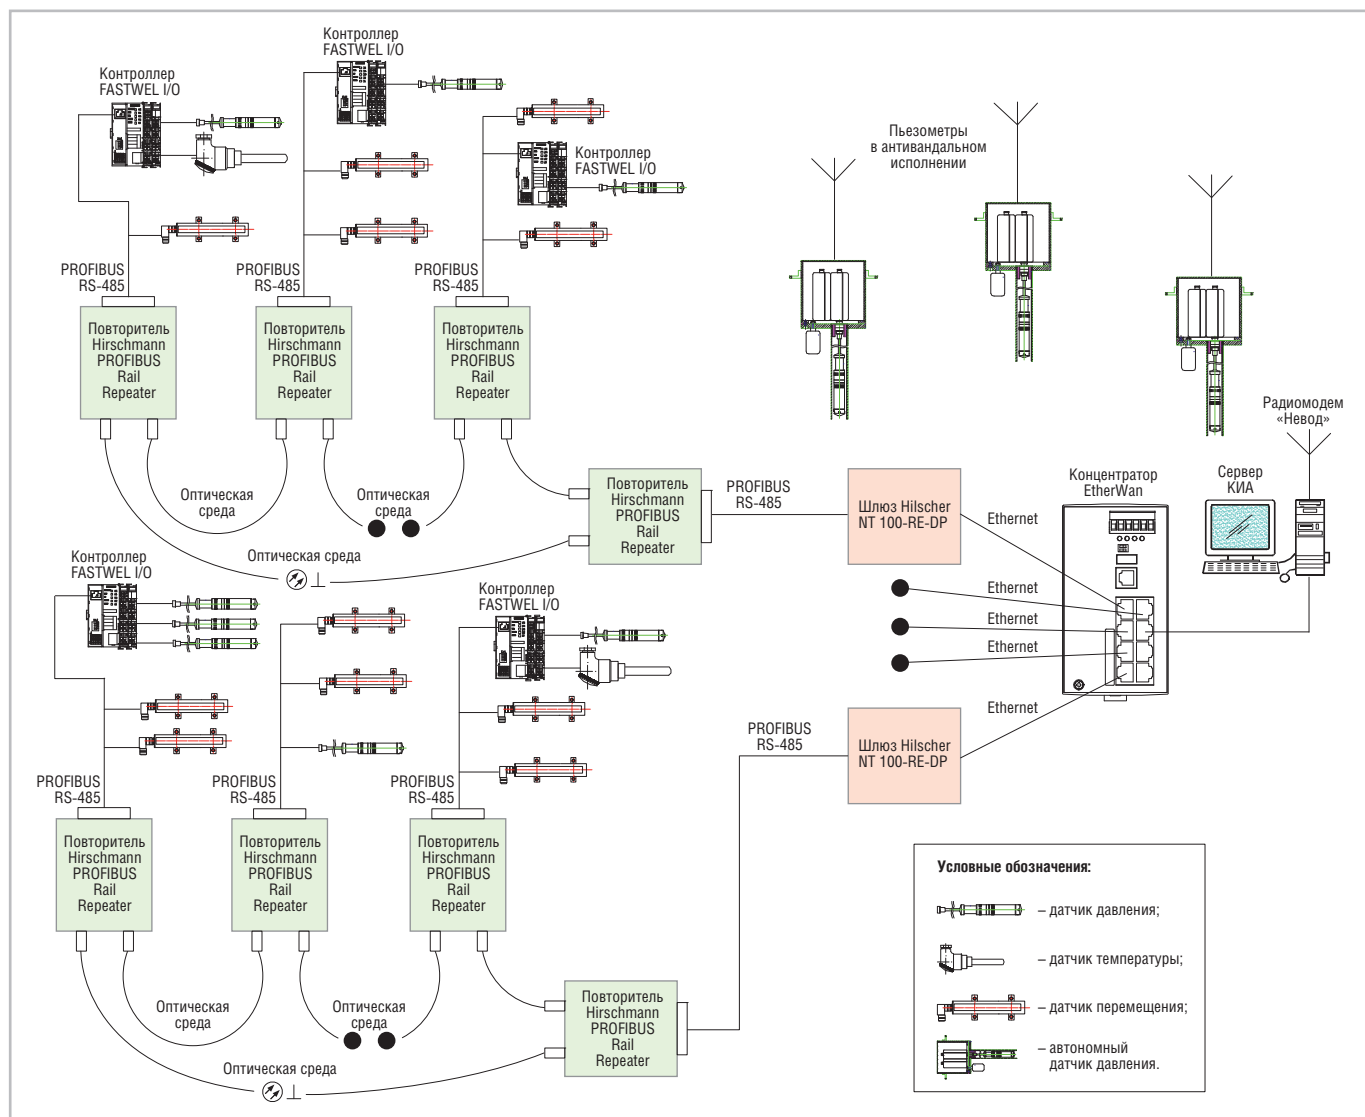 Контроллер
FASTWEL I/O
Контроллер
FASTWEL I/O
Контроллер
FASTWEL I/O
Пьезометры
в антивандальном
исполнении
PROFIBUS
RS-485
PROFIBUS
RS-485
PROFIBUS
RS-485
Повторитель
Hirschmann
PROFIBUS
Rail
Repeater
Повторитель
Hirschmann
PROFIBUS
Rail
Repeater
Повторитель
Hirschmann
PROFIBUS
Rail
Repeater
Оптическая
среда
Оптическая
среда
Оптическая среда
Повторитель
Hirschmann
PROFIBUS
Rail
Repeater
PROFIBUS
RS-485
Шлюз Hilscher
NT 100-RE-DP
Ethernet
Концентратор
EtherWan
Сервер
КИА
Радиомодем
«Невод»
Ethernet
Ethernet
Ethernet
Ethernet
Контроллер
FASTWEL I/O
Контроллер
FASTWEL I/O
PROFIBUS
RS-485
Шлюз Hilscher
NT 100-RE-DP
PROFIBUS
RS-485
PROFIBUS
RS-485
PROFIBUS
RS-485
Повторитель
Hirschmann
PROFIBUS
Rail
Repeater
Повторитель
Hirschmann
PROFIBUS
Rail
Repeater
Повторитель
Hirschmann
PROFIBUS
Rail
Repeater
Оптическая
среда
Оптическая
среда
Оптическая среда
Повторитель
Hirschmann
PROFIBUS
Rail
Repeater
Условные обозначения:
– датчик давления;
– датчик температуры;
– датчик перемещения;
– автономный
датчик давления.